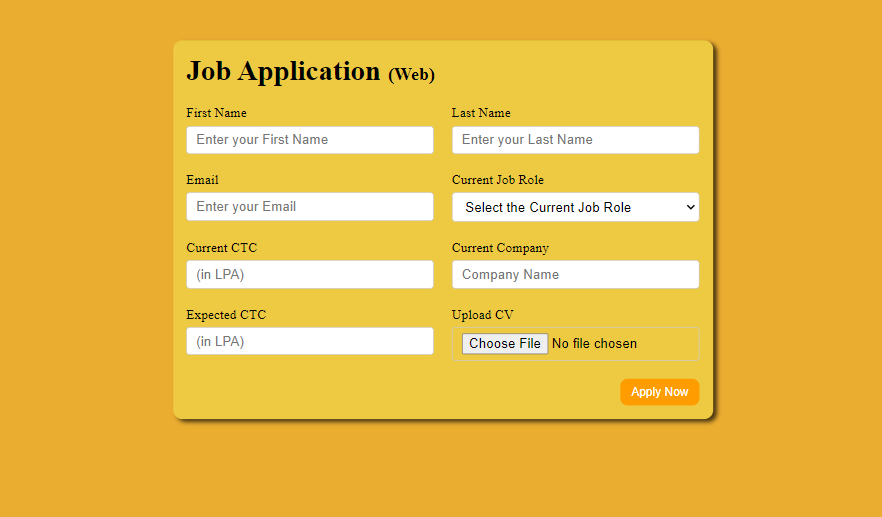 Job Application (Web)
First Name
Last Name
Enter your First Name
Enter your Last Name
Email
Current Job Role
Enter your Email
Select the Current Job Role
Current CTC
Current Company
(in LPA)
Company Name
Expected CTC
Upload CV
(in LPA)
Choose File No file chosen
Apply Now